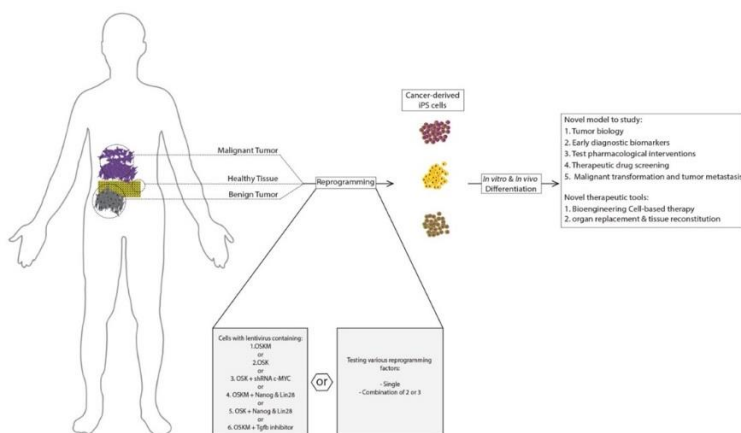 Malignant Tumor
Healthy Tissue
Benign Tumor
Reprogramming
Cancer-derived
iPS cells
In vitro & In vivo
Differentiation
Novel model to study:
1. Tumor biology
2. Early diagnostic biomarkers
3. Test pharmacological interventions
4. Therapeutic drug screening
5. Malignant transformation and tumor metastasis
Novel therapeutic tools:
1. Bioengineering Cell-based therapy
2. organ replacement & tissue reconstitution
Cells with lentivirus containing:
1.OSKM
or
2.OSK
or
3. OSK + shRNA c-MYC
or
4. OSKM + Nanog & Lin28
or
5. OSK + Nanog & Lin28
or
6. OSKM + Tgfb inhibitor
or
Testing various reprogramming
factors:
- Single
- Combination of 2 or 3